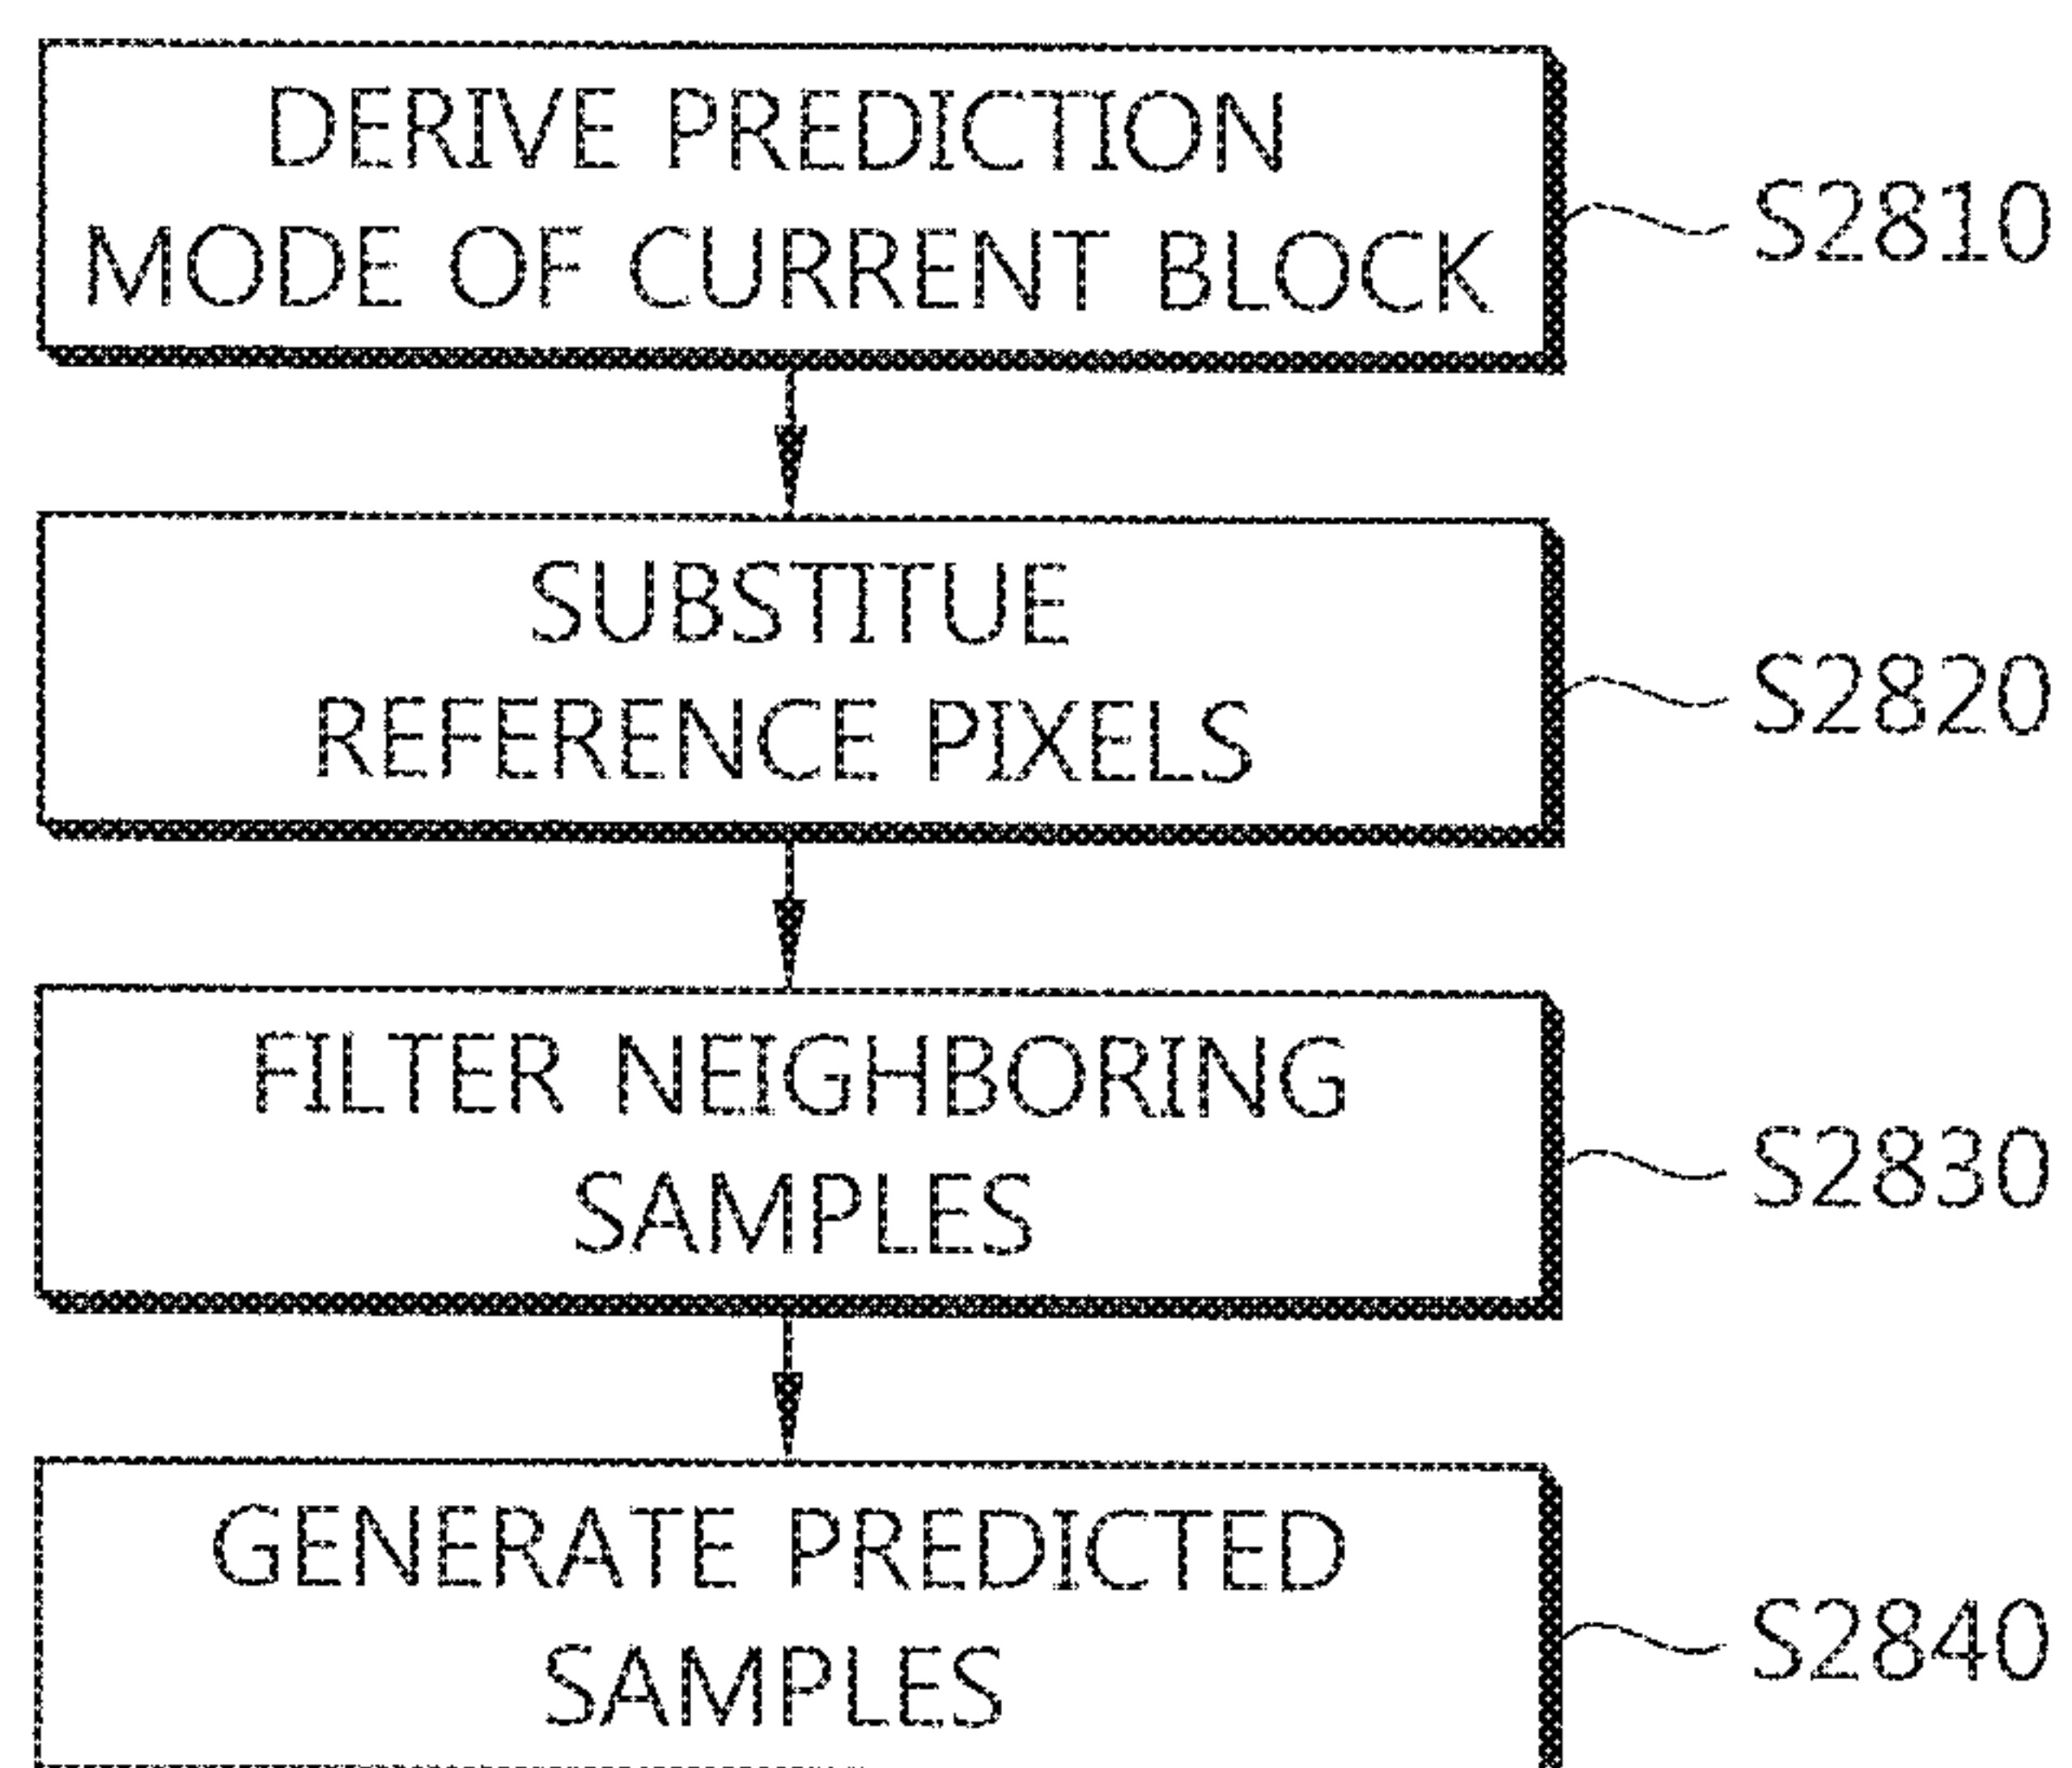 DERIVE PREDICTION
MODE OF CURRENT BLOCK
S2810
SUBSTITUE
REFERENCE PIXELS
S2820
FILTER NEIGHBORING
SAMPLES
S2830
GENERATE PREDICTED
SAMPLES
S2840